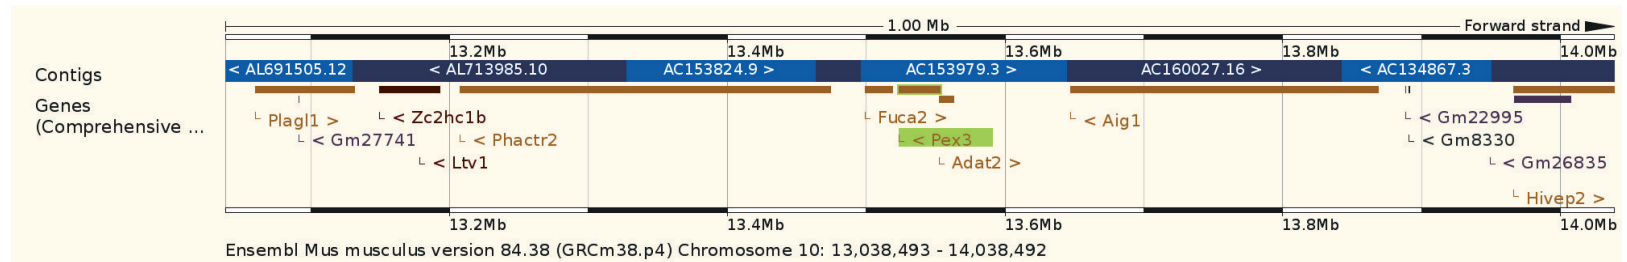 1.00 Mb Forward strand
13.2Mb 13.4Mb 13.6Mb 13.8Mb 14.0Mb
Contigs < AL691505.12 < AL713985.10 AC153824.9 > AC153979.3 > AC160027.16 > < AC134867.3
Genes
(Comprehensive ...
Plagl1 > < Zc2hc1b Fuca2 > < Aig1 < Gm22995
< Gm27741 < Phactr2 < Pex3 < Gm8330
< Ltv1 Adat2 > < Gm26835
Hivep2 >
13.2Mb 13.4Mb 13.6Mb 13.8Mb 14.0Mb
Ensembl Mus musculus version 84.38 (GRCm38.p4) Chromosome 10: 13,038,493 - 14,038,492